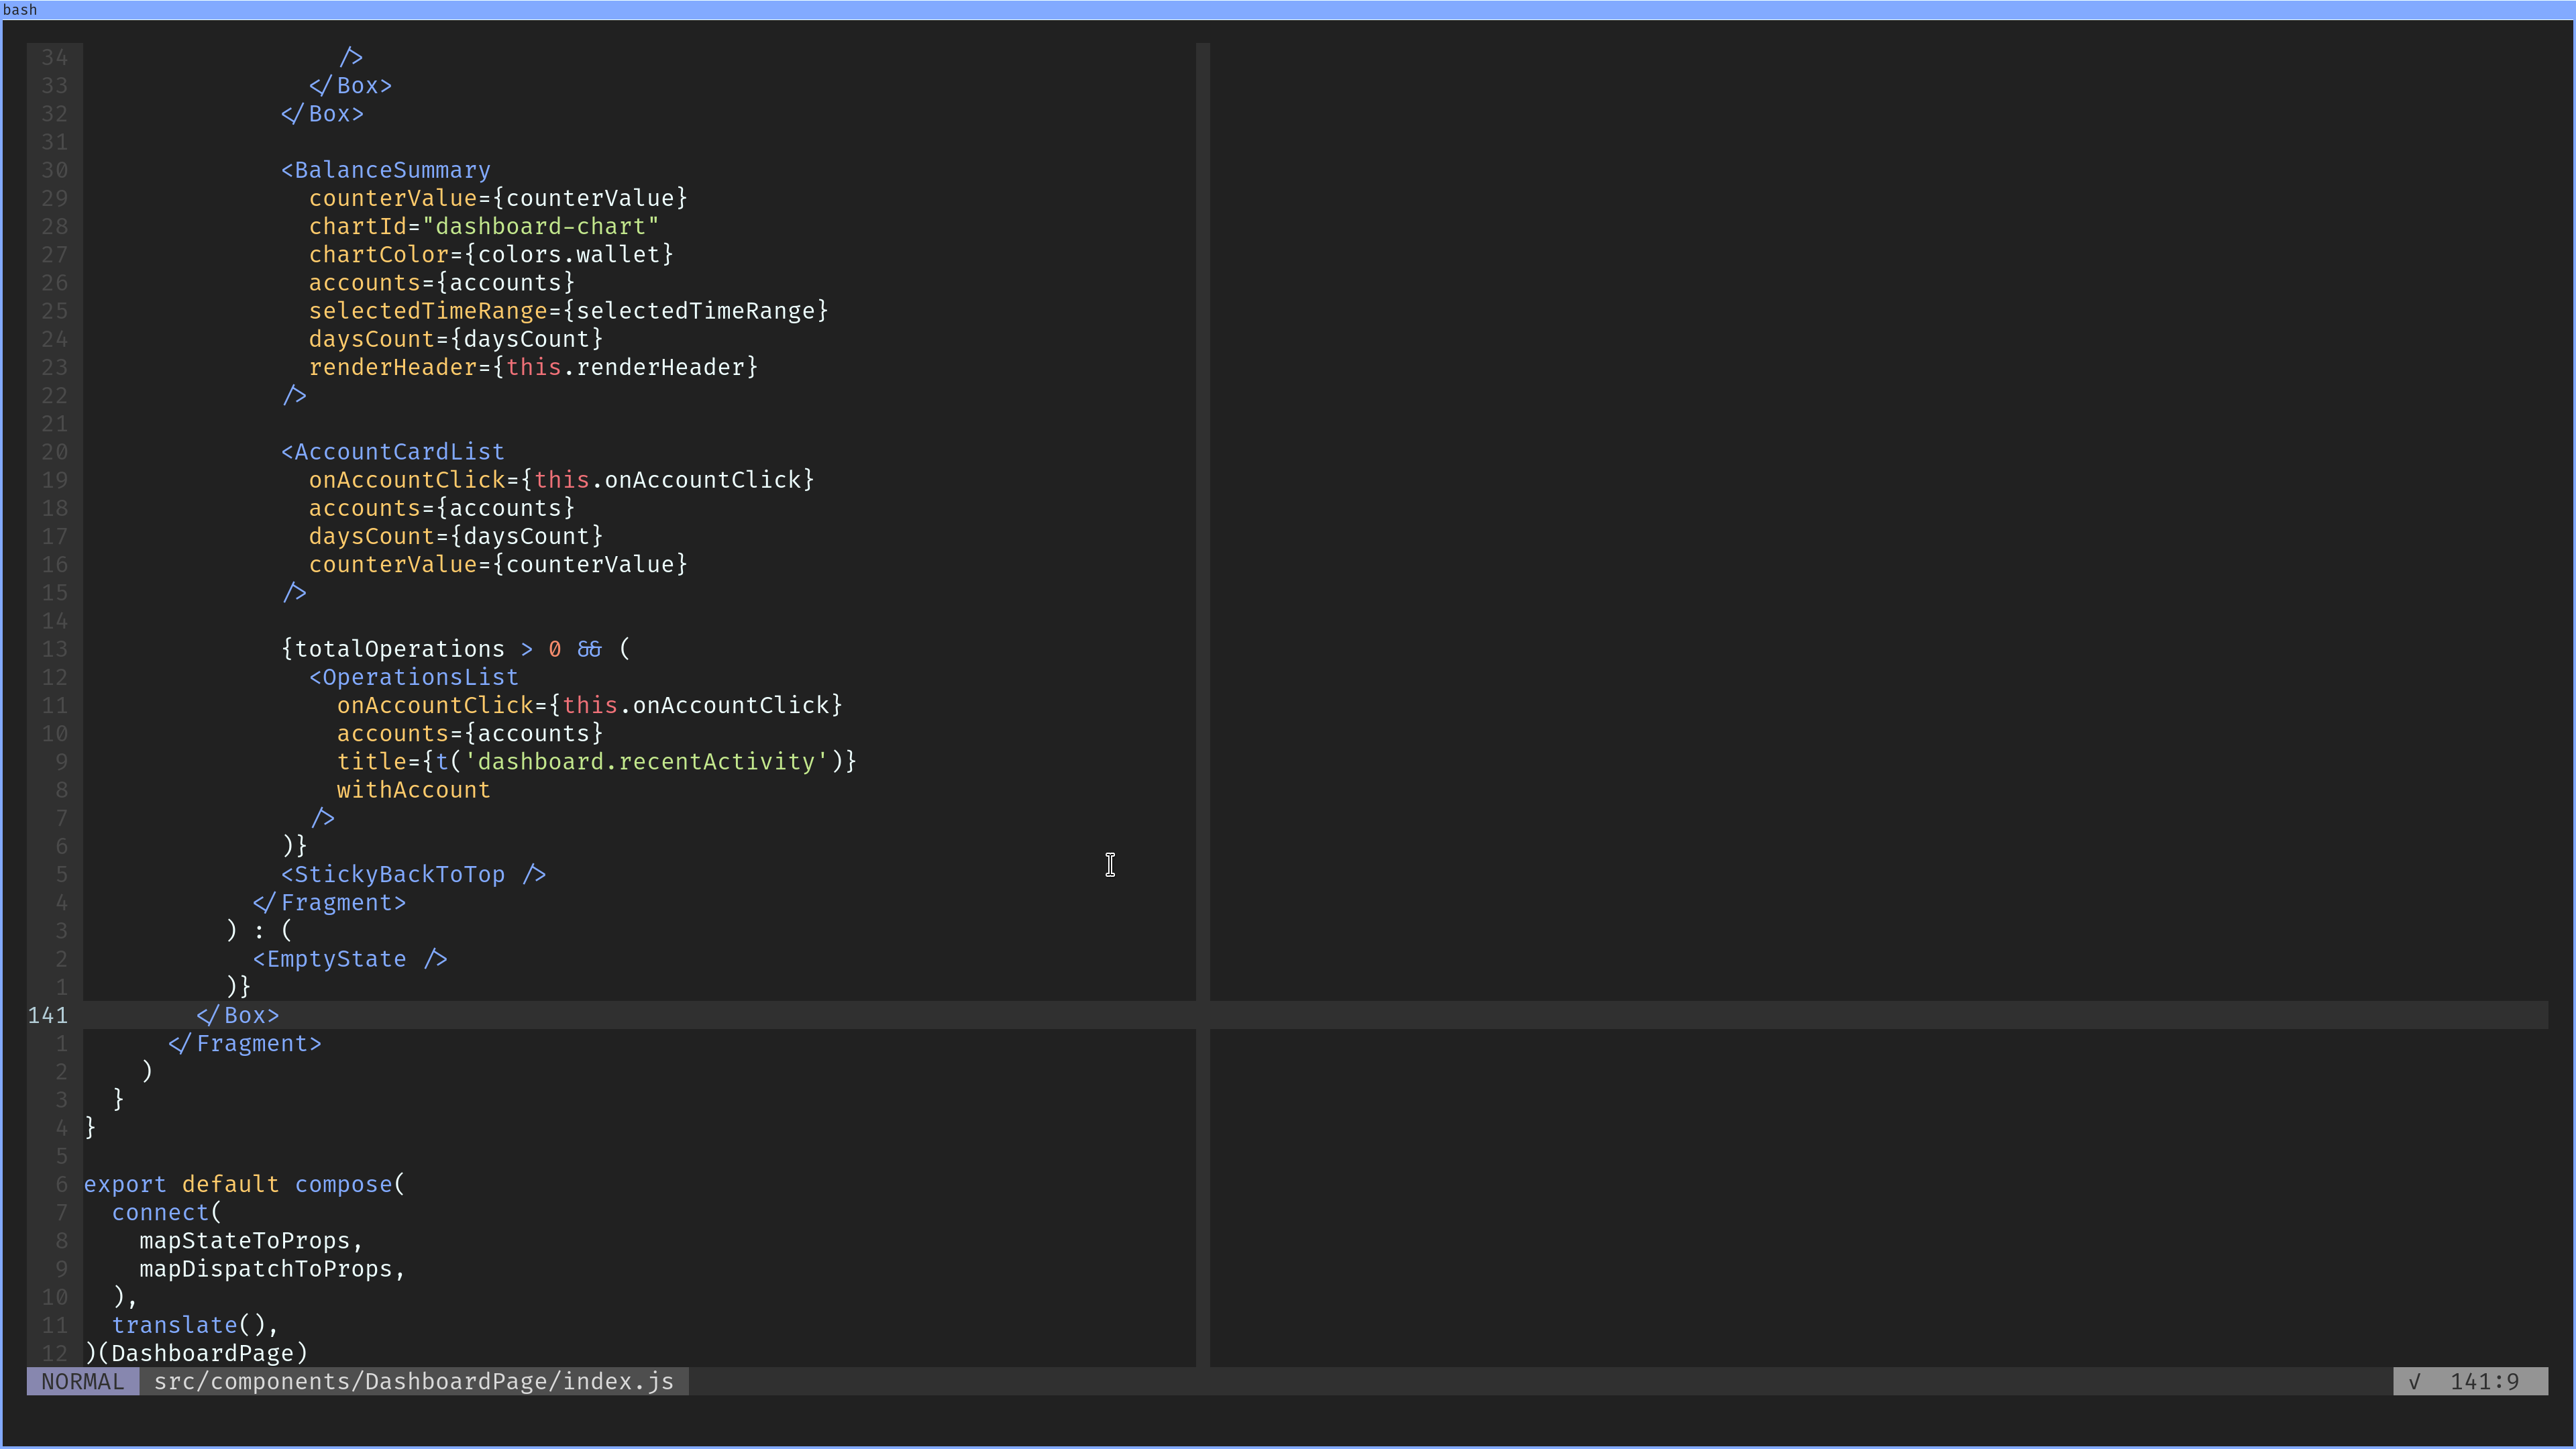 bash
34                   />
33                 </Box>
32               </Box>
31
30               <BalanceSummary
29                 counterValue={counterValue}
28                 chartId="dashboard-chart"
27                 chartColor={colors.wallet}
26                 accounts={accounts}
25                 selectedTimeRange={selectedTimeRange}
24                 daysCount={daysCount}
23                 renderHeader={this.renderHeader}
22               />
21
20               <AccountCardList
19                 onAccountClick={this.onAccountClick}
18                 accounts={accounts}
17                 daysCount={daysCount}
16                 counterValue={counterValue}
15               />
14
13               {totalOperations > 0 && (
12                 <OperationsList
11                   onAccountClick={this.onAccountClick}
10                   accounts={accounts}
9                   title={t('dashboard.recentActivity')}
8                   withAccount
7                 />
6               )}
5               <StickyBackToTop />
4             </Fragment>
3           ) : (
2             <EmptyState />
1           )}
141         </Box>
1       </Fragment>
2     )
3   }
4 }
5
6 export default compose(
7   connect(
8     mapStateToProps,
9     mapDispatchToProps,
10   ),
11   translate(),
12 )(DashboardPage)
NORMAL src/components/DashboardPage/index.js √ 141:9